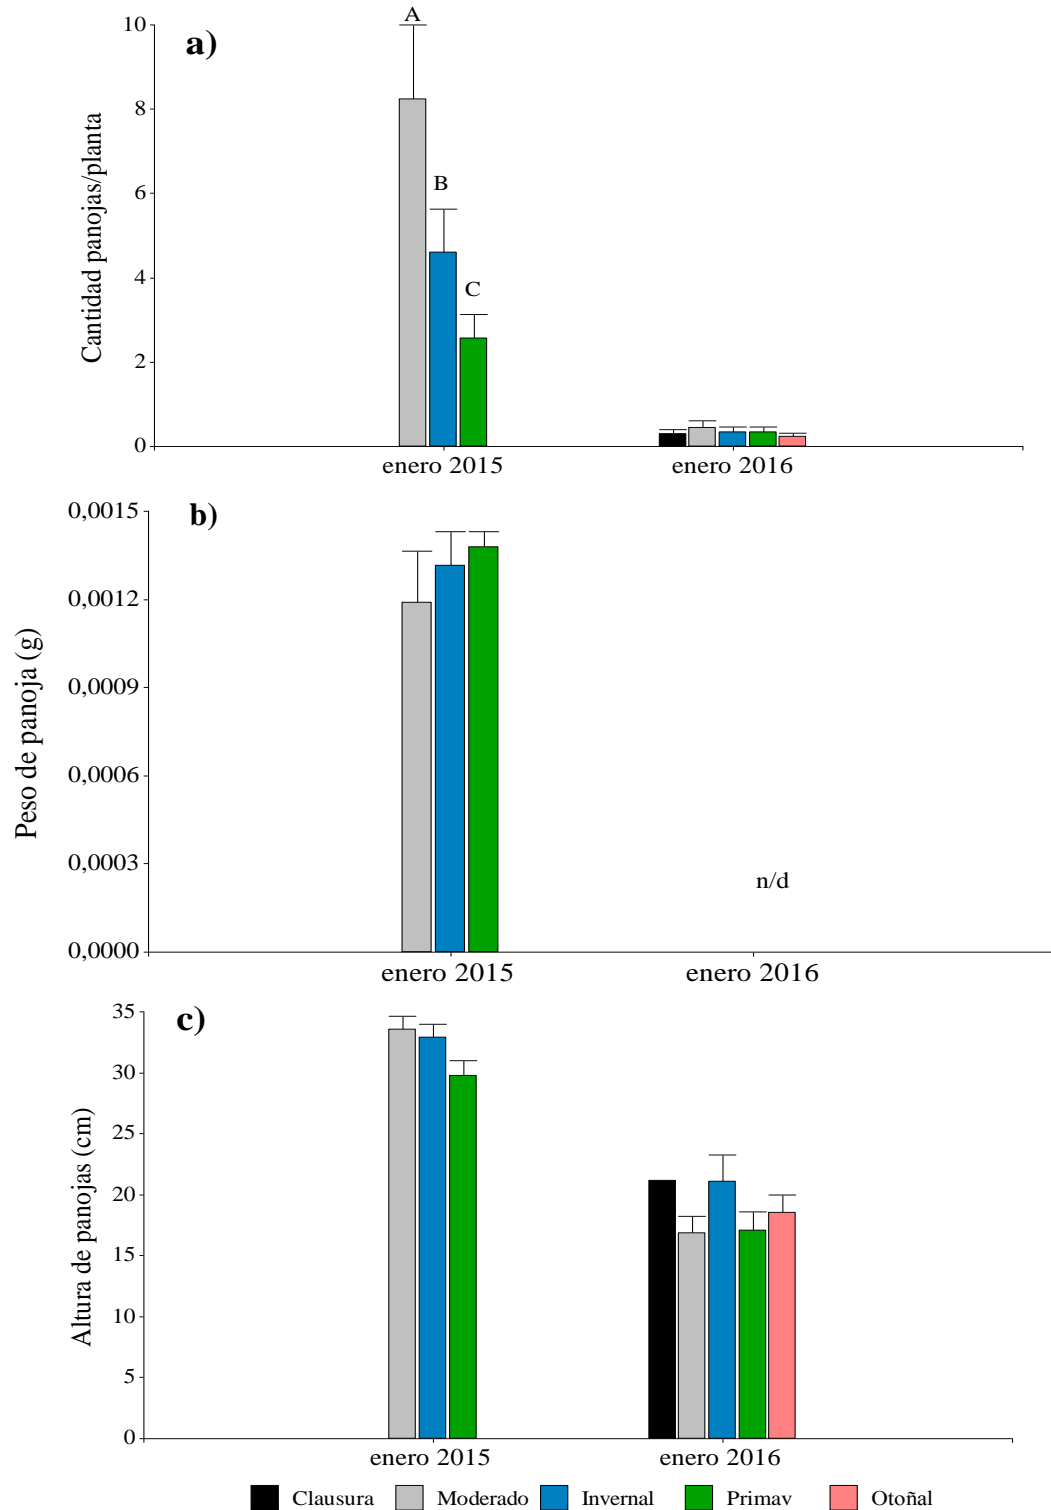 a)
A
B
C
Cantidad panojas/planta
10
8
6
4
2
0
enero 2015
enero 2016
b)
Peso de panoja (g)
0,0015
0,0012
0,0009
0,0006
0,0003
0,0000
n/d
enero 2015
enero 2016
c)
Altura de panojas (cm)
35
30
25
20
15
10
5
0
enero 2015
enero 2016
Clausura Moderado Invernal Primav Otoñal